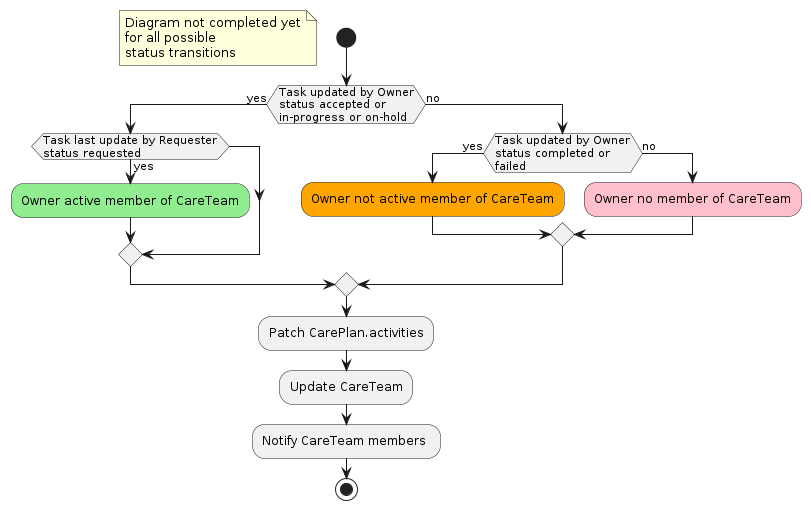 Diagram not completed yet
for all possible
status transitions
yes
Task updated by Owner
status accepted or
in-progress or on-hold
no
Task last update by Requester
status requested
yes
Owner active member of CareTeam
yes
Task updated by Owner
status completed or
failed
no
Owner not active member of CareTeam
Owner no member of CareTeam
Patch CarePlan.activities
Update CareTeam
Notify CareTeam members